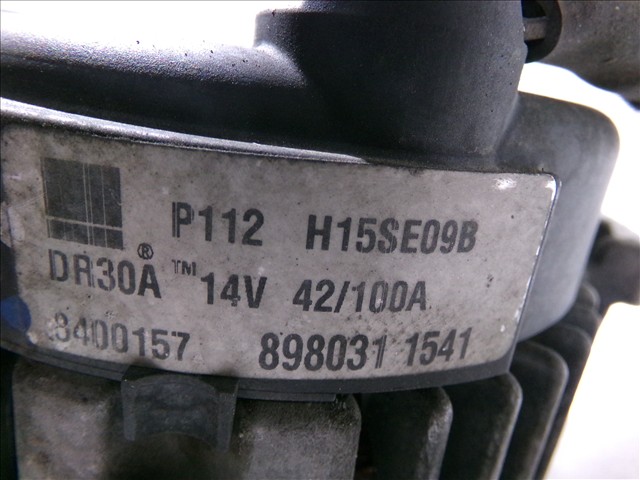 P112 H15SE09B
® DR30A ™ 14V 42/100A
8400157 898031 1541